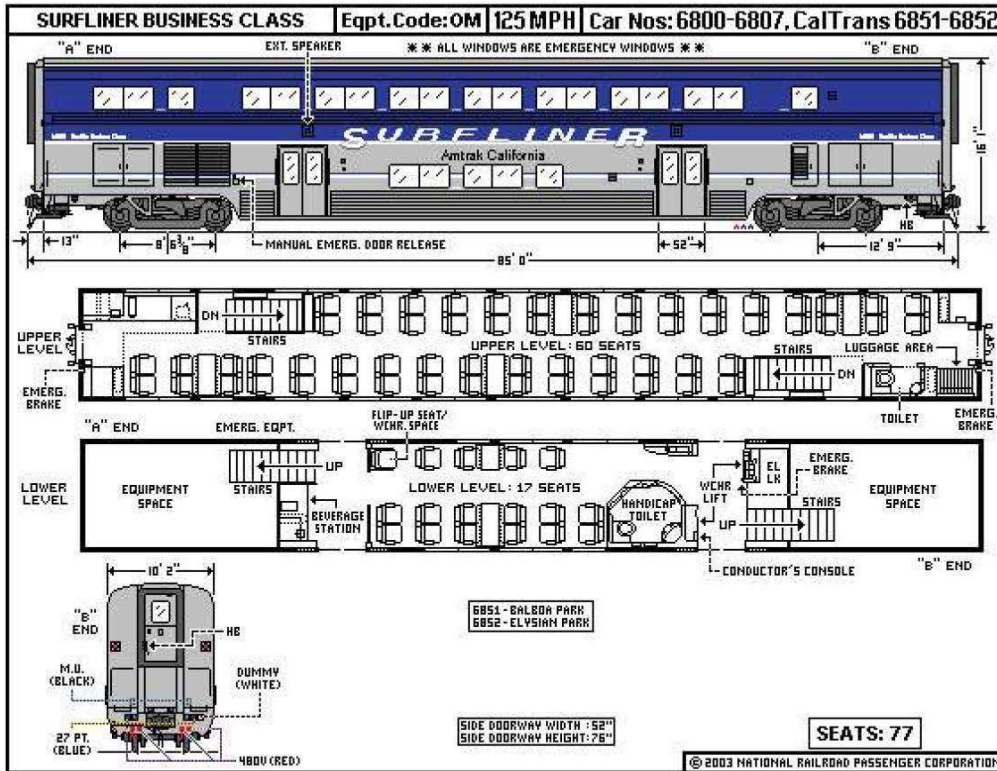 SURFLINER BUSINESS CLASS
Eqpt.Code:OM
125 MPH
Car Nos: 6800-6807, CalTrans 6851-6852
"A" END
EXT. SPEAKER
** ALL WINDOWS ARE EMERGENCY WINDOWS **
"B" END
SURFLINER
Amtrak California
16' 1"
13"
8' 6 3/8"
MANUAL EMERG. DOOR RELEASE
52"
12' 9"
HB
85' 0"
UPPER LEVEL
DN
STAIRS
UPPER LEVEL: 60 SEATS
STAIRS
DN
LUGGAGE AREA
EMERG. BRAKE
TOILET
EMERG. BRAKE
"A" END
EMERG. EQPT.
FLIP-UP SEAT/
WCHR. SPACE
LOWER LEVEL
EQUIPMENT SPACE
UP
STAIRS
BEVERAGE STATION
LOWER LEVEL: 17 SEATS
HANDICAP TOILET
WCHR LIFT
EL LK
EMERG. BRAKE
STAIRS
UP
EQUIPMENT SPACE
CONDUCTOR'S CONSOLE
"B" END
10' 2"
"B" END
HB
M.U. (BLACK)
DUMMY (WHITE)
27 PT. (BLUE)
480V (RED)
6851 - BALBOA PARK
6852 - ELYSIAN PARK
SIDE DOORWAY WIDTH :52"
SIDE DOORWAY HEIGHT:76"
SEATS: 77
© 2003 NATIONAL RAILROAD PASSENGER CORPORATION